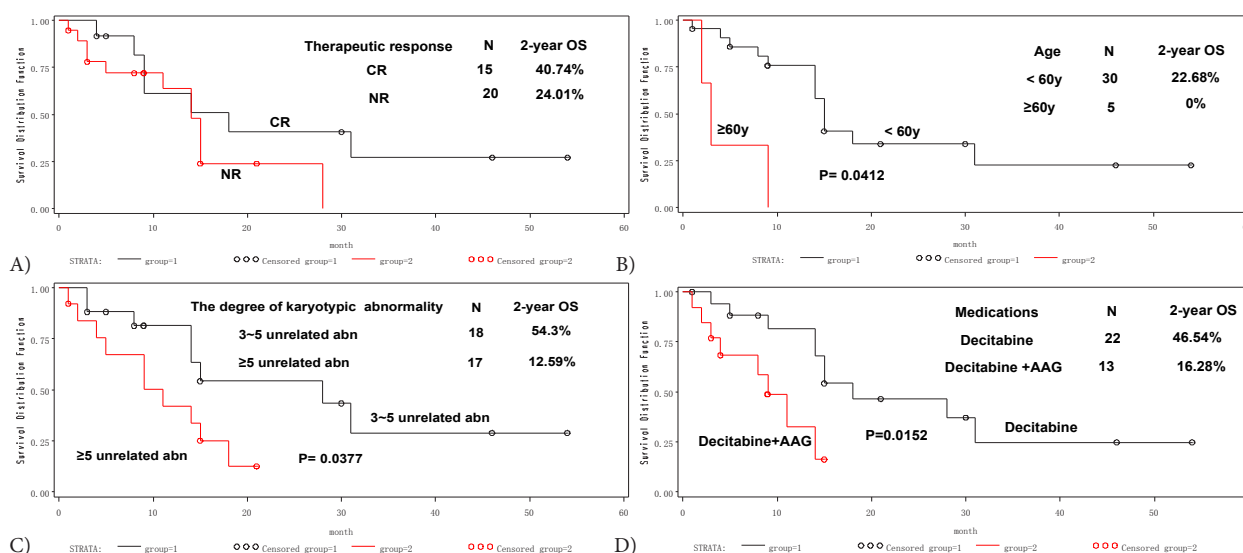 Survival Distribution Function
1.00
0.75
0.50
0.25
0.00
Therapeutic response N 2-year OS
CR 15 40.74%
NR 20 24.01%
CR
NR
0 10 20 30 40 50 60
month
A) STRATA: group=1 Censored group=1 group=2 Censored group=2
Survival Distribution Function
1.00
0.75
0.50
0.25
0.00
Age N 2-year OS
< 60y 30 22.68%
≥60y 5 0%
≥60y < 60y
P= 0.0412
0 10 20 30 40 50
month
B) STRATA: group=1 Censored group=1 group=2
Survival Distribution Function
1.00
0.75
0.50
0.25
0.00
The degree of karyotypic abnormality N 2-year OS
3~5 unrelated abn 18 54.3%
≥5 unrelated abn 17 12.59%
3~5 unrelated abn
≥5 unrelated abn P= 0.0377
0 10 20 30 40 50 60
month
C) STRATA: group=1 Censored group=1 group=2 Censored group=2
Survival Distribution Function
1.00
0.75
0.50
0.25
0.00
Medications N 2-year OS
Decitabine 22 46.54%
Decitabine +AAG 13 16.28%
Decitabine+AAG P=0.0152 Decitabine
0 10 20 30 40 50
month
D) STRATA: group=1 Censored group=1 group=2 Censored group=2